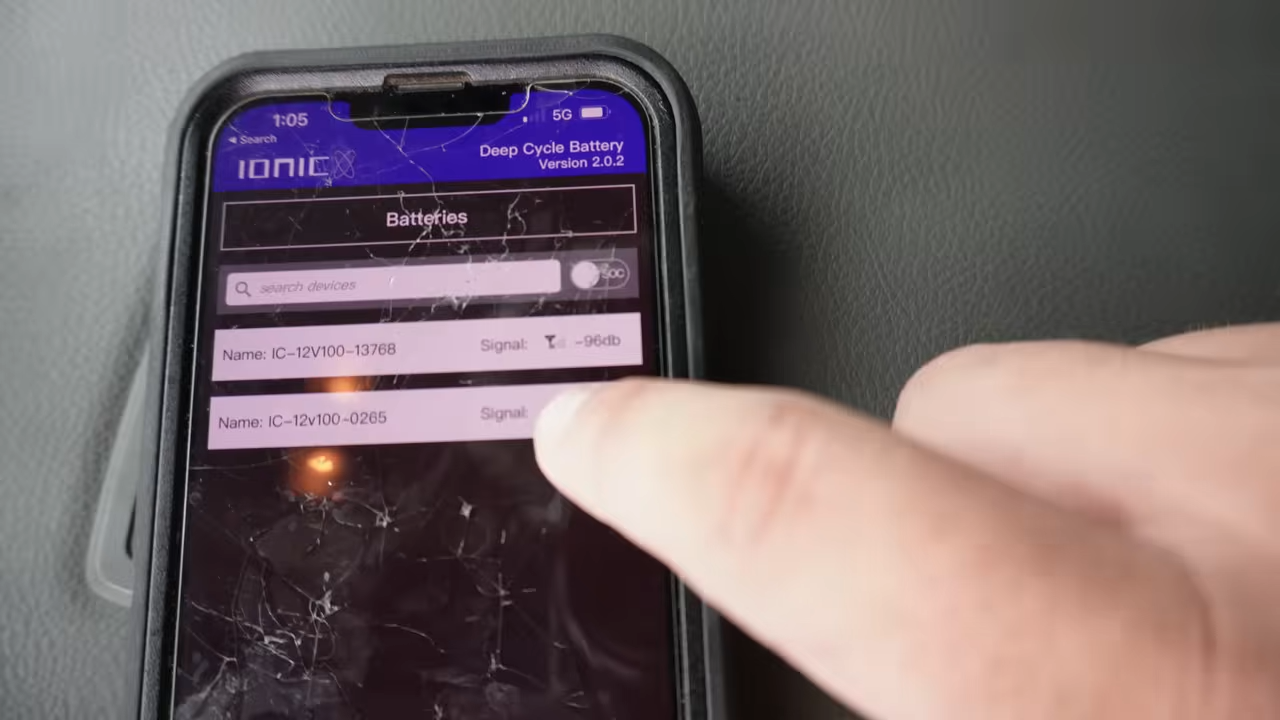 1:05
5G
◄ Search
IONIC
Deep Cycle Battery
Version 2.0.2
Batteries
search devices
SOC
Name: IC-12V100-13768 Signal: -96db
Name: IC-12v100-0265 Signal: